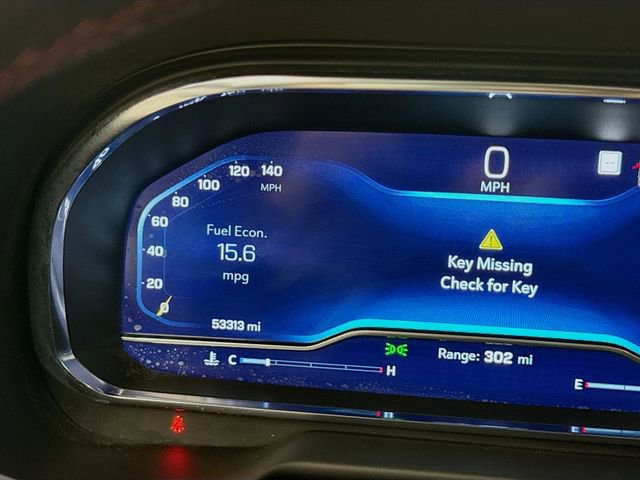 0
MPH
--
20
40
60
80
100
120
140
MPH
0
Fuel Econ.
15.6
mpg
53313 mi
Key Missing
Check for Key
C
H
Range: 302 mi
E